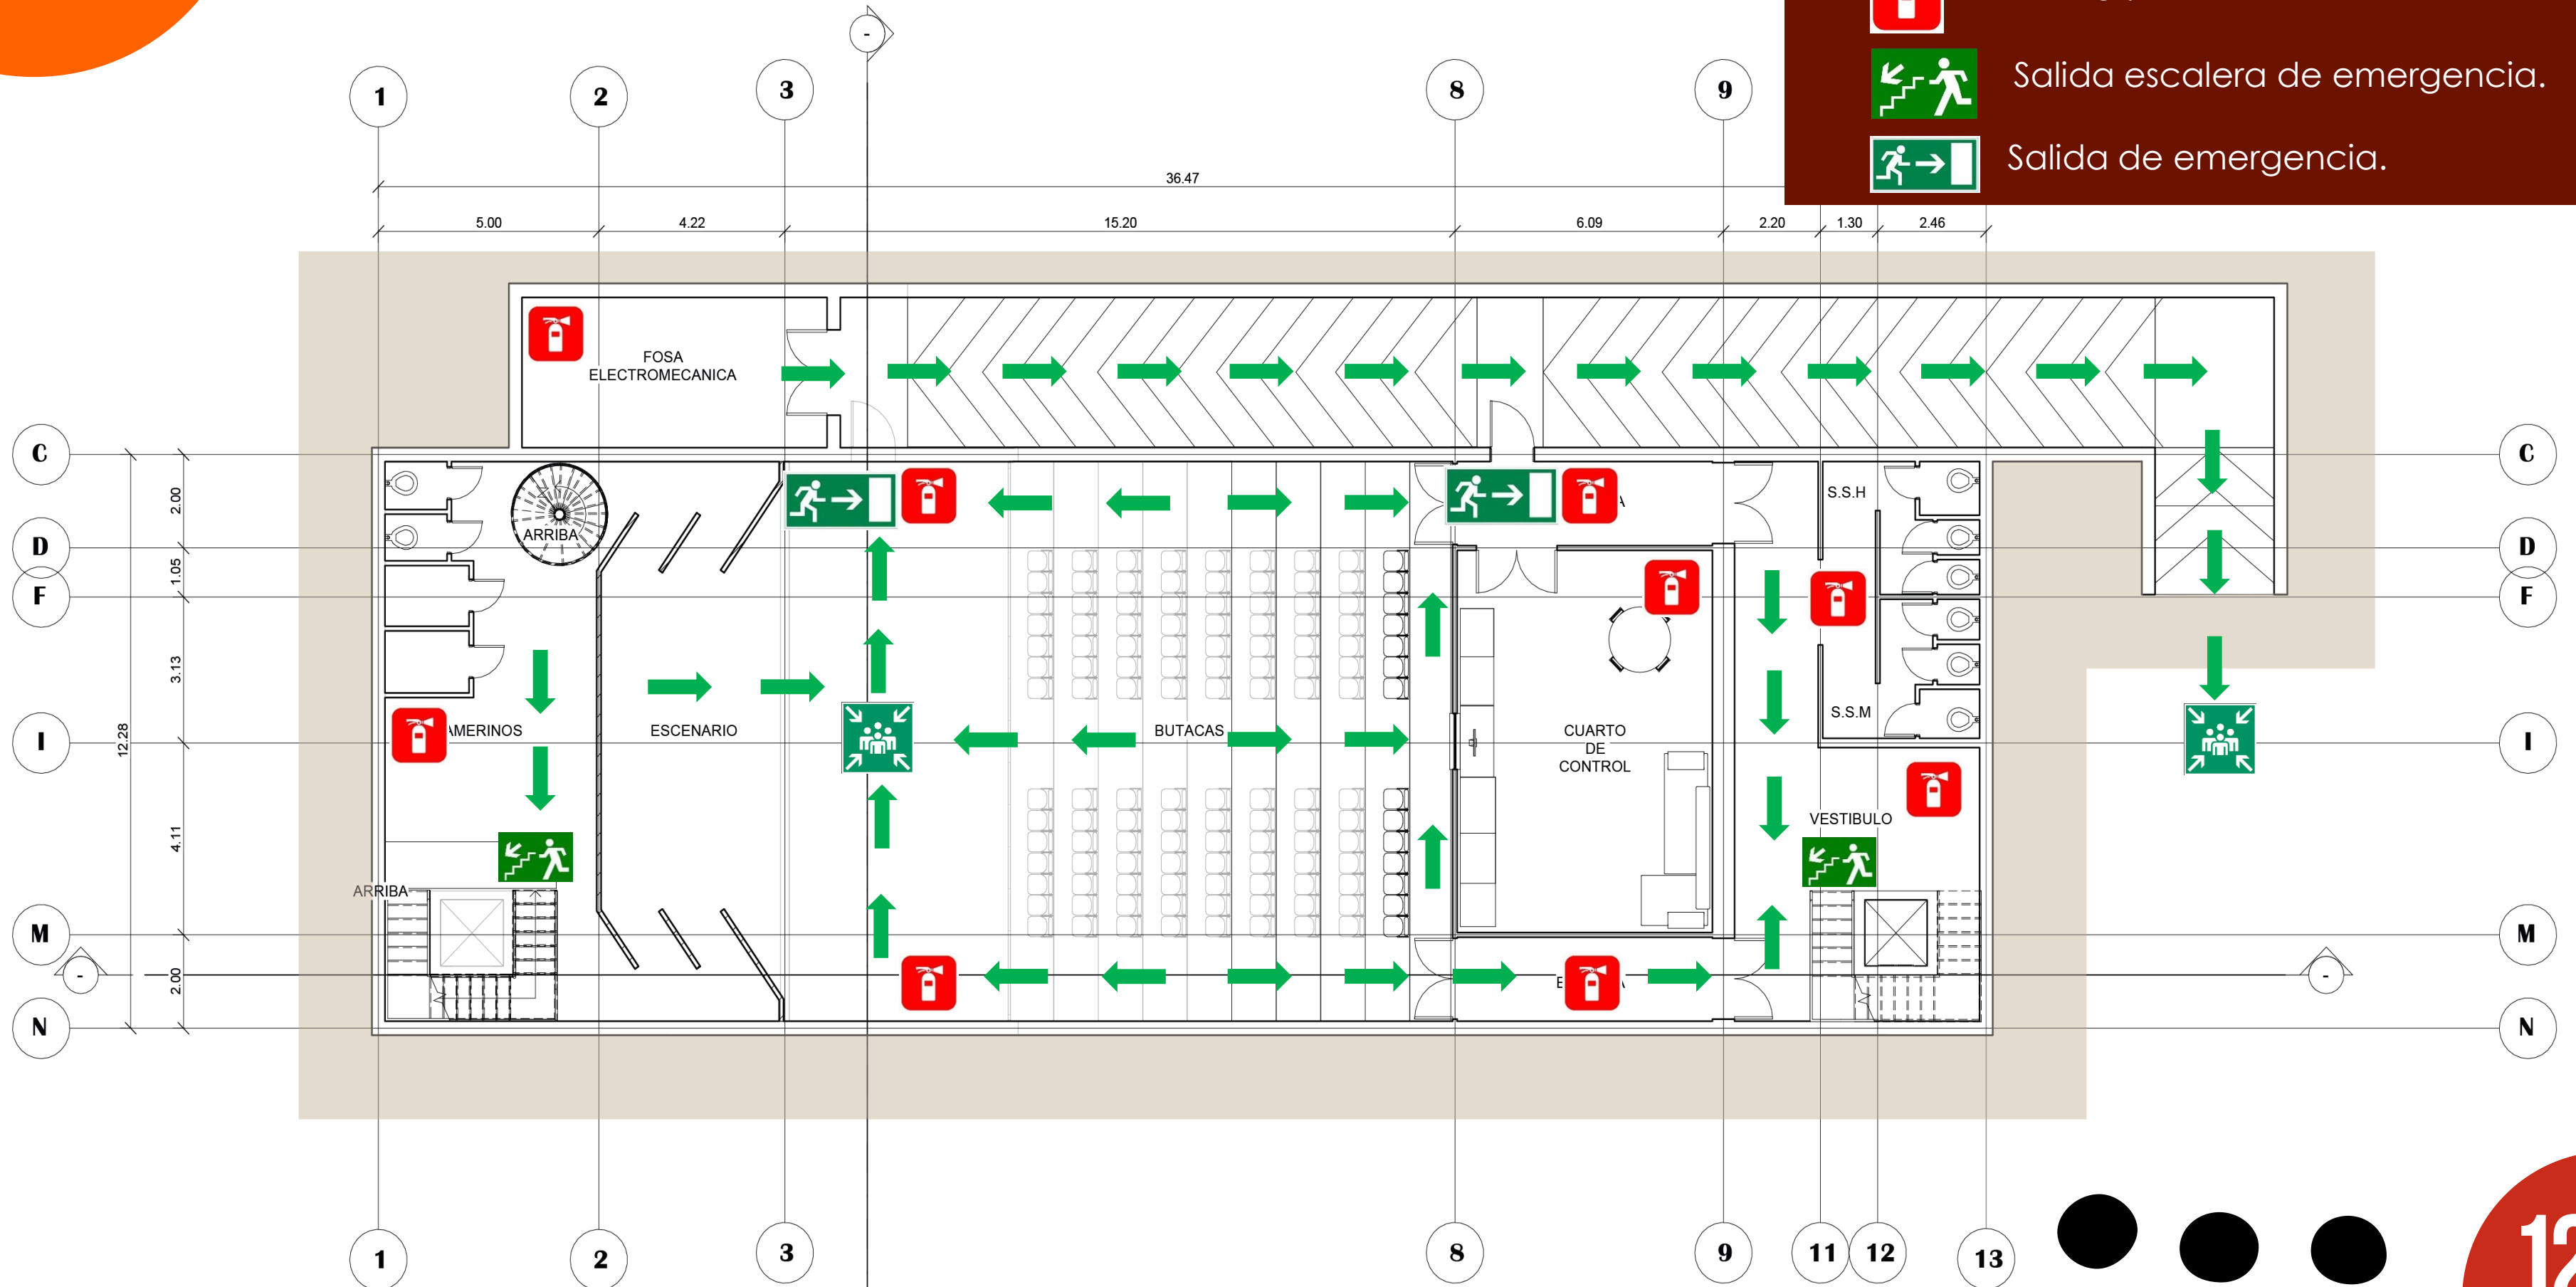 Salida escalera de emergencia.
Salida de emergencia.
-
1
2
3
8
9
36.47
5.00
4.22
15.20
6.09
2.20
1.30
2.46
FOSA
ELECTROMECANICA
C
C
2.00
S.S.H
ARRIBA
D
D
1.05
F
F
3.13
S.S.M
AMERINOS
ESCENARIO
BUTACAS
CUARTO
DE
CONTROL
I
I
12.28
4.11
VESTIBULO
ARRIBA
M
M
-
2.00
-
N
N
1
2
3
8
9
11
12
13
12